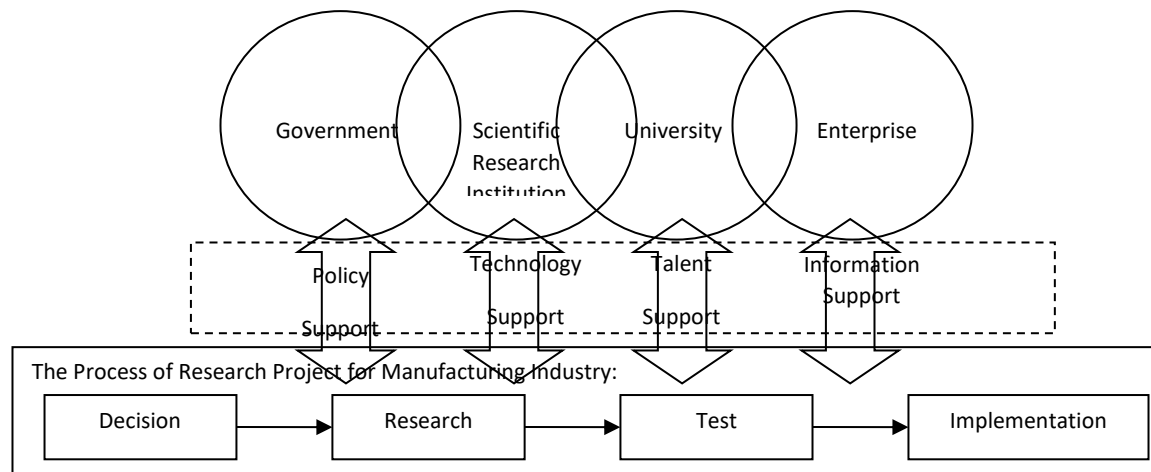 Government
Scientific
Research
Institution
University
Enterprise
Policy
Support
Technology
Support
Talent
Support
Information
Support
The Process of Research Project for Manufacturing Industry:
Decision
Research
Test
Implementation